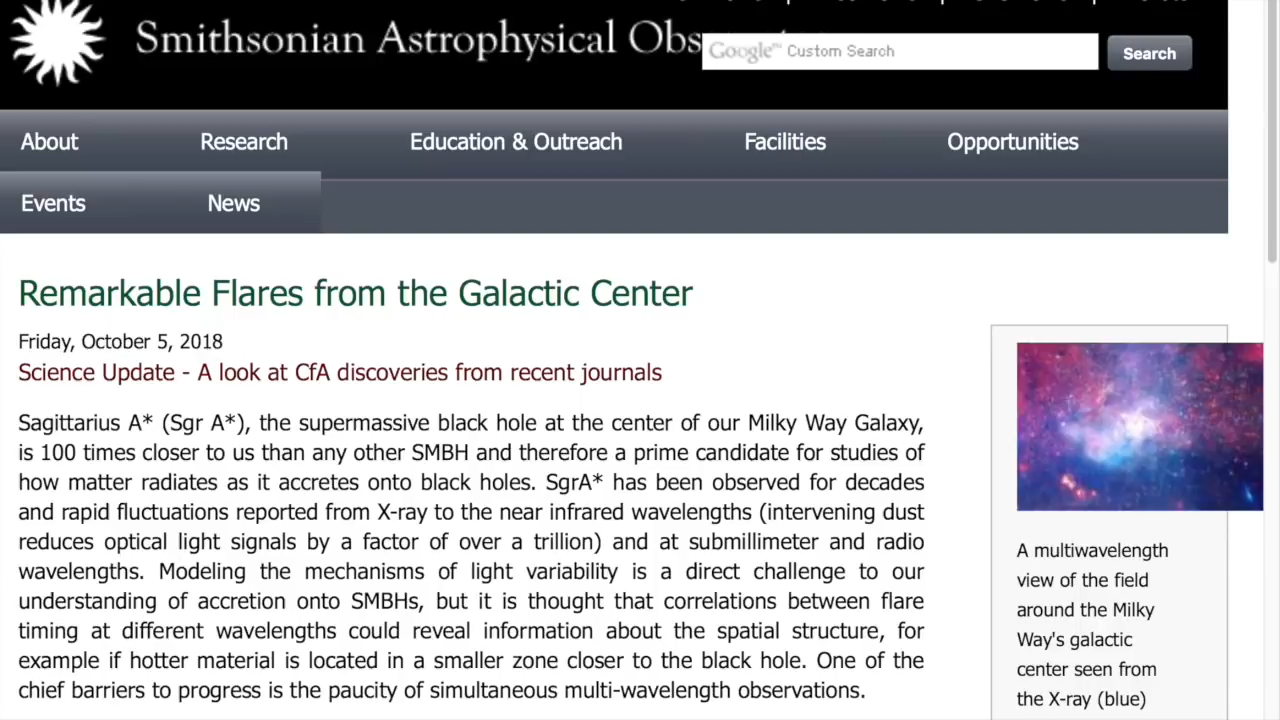 Smithsonian Astrophysical Obs
Google™ Custom Search
Search
About
Research
Education & Outreach
Facilities
Opportunities
Events
News
Remarkable Flares from the Galactic Center
Friday, October 5, 2018
Science Update - A look at CfA discoveries from recent journals
Sagittarius A* (Sgr A*), the supermassive black hole at the center of our Milky Way Galaxy,
is 100 times closer to us than any other SMBH and therefore a prime candidate for studies of
how matter radiates as it accretes onto black holes. SgrA* has been observed for decades
and rapid fluctuations reported from X-ray to the near infrared wavelengths (intervening dust
reduces optical light signals by a factor of over a trillion) and at submillimeter and radio
wavelengths. Modeling the mechanisms of light variability is a direct challenge to our
understanding of accretion onto SMBHs, but it is thought that correlations between flare
timing at different wavelengths could reveal information about the spatial structure, for
example if hotter material is located in a smaller zone closer to the black hole. One of the
chief barriers to progress is the paucity of simultaneous multi-wavelength observations.
A multiwavelength
view of the field
around the Milky
Way's galactic
center seen from
the X-ray (blue)